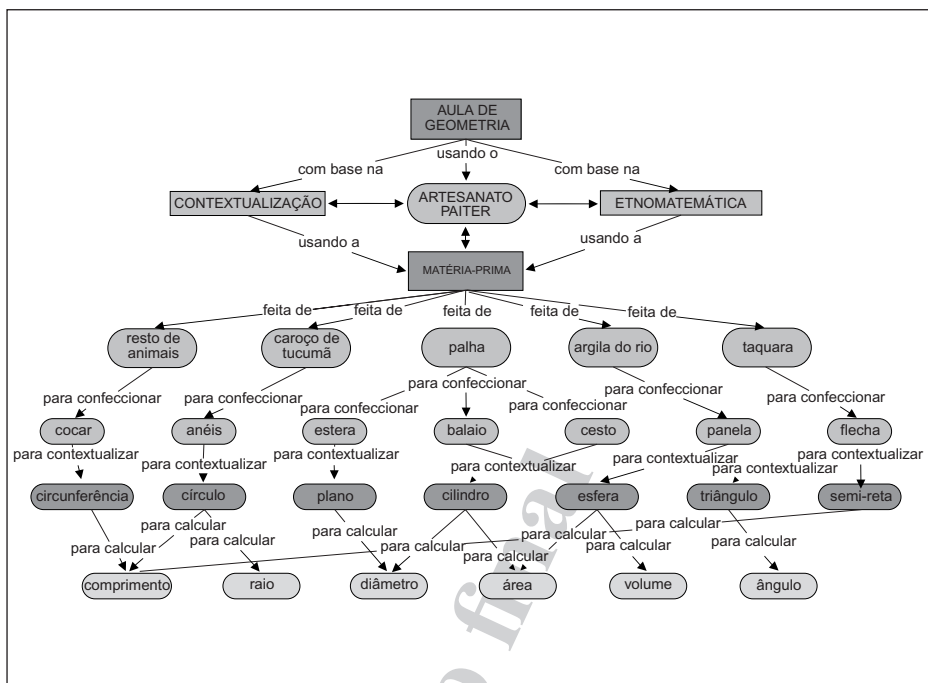 AULA DE
GEOMETRIA
com base na usando o com base na
CONTEXTUALIZAÇÃO
ARTESANATO
PAITER
ETNOMATEMÁTICA
usando a usando a
MATÉRIA-PRIMA
feita de feita de feita de feita de feita de
resto de
animais
caroço de
tucumã
palha
argila do rio
taquara
para confeccionar para confeccionar para confeccionar para confeccionar para confeccionar para confeccionar para confeccionar
cocar anéis estera balaio cesto panela flecha
para contextualizar para contextualizar para contextualizar para contextualizar para contextualizar para contextualizar para contextualizar
circunferência círculo plano cilindro esfera triângulo semi-reta
para calcular para calcular para calcular para calcular para calcular para calcular para calcular para calcular
comprimento raio diâmetro área volume ângulo
o final